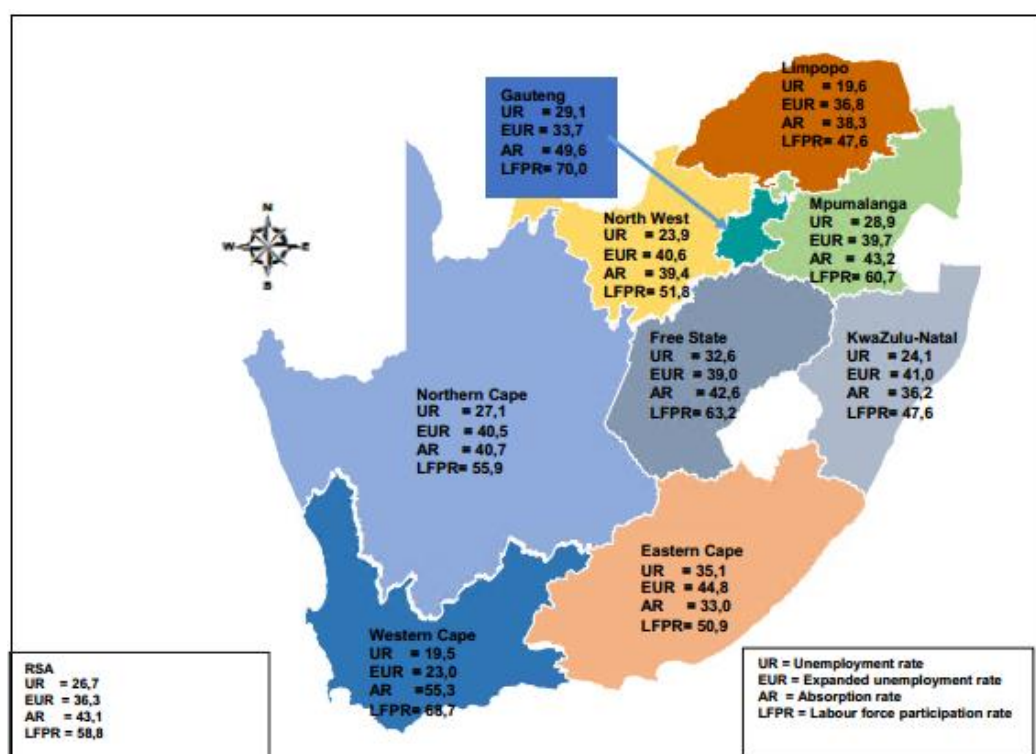 Limpopo
UR = 19,6
EUR = 36,8
AR = 38,3
LFPR= 47,6
Gauteng
UR = 29,1
EUR = 33,7
AR = 49,6
LFPR= 70,0
Mpumalanga
UR = 28,9
EUR = 39,7
AR = 43,2
LFPR= 60,7
North West
UR = 23,9
EUR = 40,6
AR = 39,4
LFPR= 51,8
N
W
E
S
Free State
UR = 32,6
EUR = 39,0
AR = 42,6
LFPR= 63,2
KwaZulu-Natal
UR = 24,1
EUR = 41,0
AR = 36,2
LFPR= 47,6
Northern Cape
UR = 27,1
EUR = 40,5
AR = 40,7
LFPR= 55,9
Eastern Cape
UR = 35,1
EUR = 44,8
AR = 33,0
LFPR= 50,9
Western Cape
UR = 19,5
EUR = 23,0
AR =55,3
LFPR= 68,7
RSA
UR = 26,7
EUR = 36,3
AR = 43,1
LFPR = 58,8
UR = Unemployment rate
EUR = Expanded unemployment rate
AR = Absorption rate
LFPR = Labour force participation rate